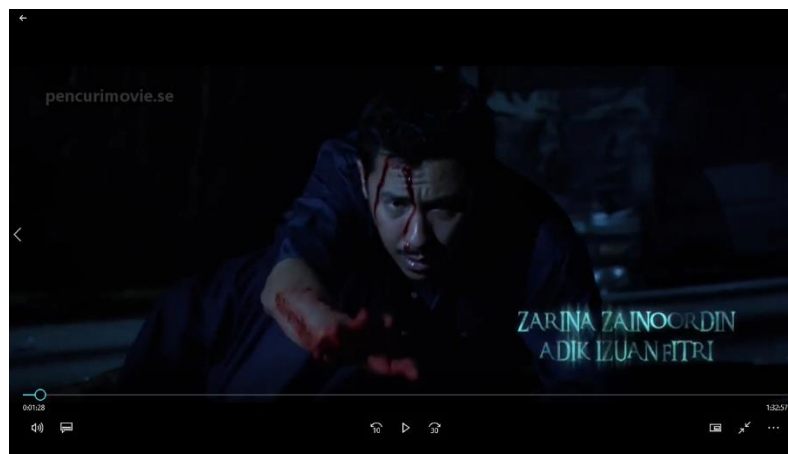 pencurimovie.se
ZARINA ZAINOORDIN
ADIK IZUAN FITRI
0:01:28
1:32:57
10
30